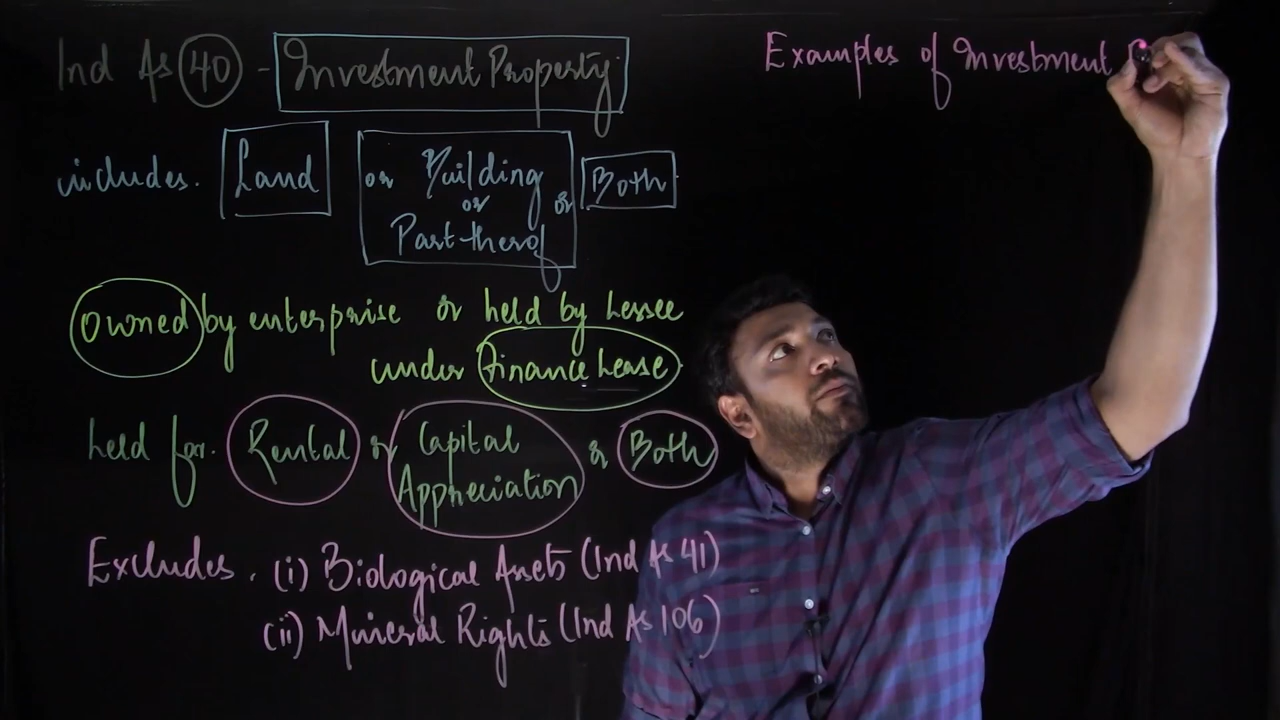 Ind As 40 - Investment Property
includes. Land or Building or Both
or
Part-therof
Owned by enterprise or held by Lessee
under Finance Lease
held for. Rental or Capital or Both
Appreciation
Excludes. (i) Biological Assets (Ind As 41)
(ii) Mineral Rights (Ind As 106)
Examples of Investment